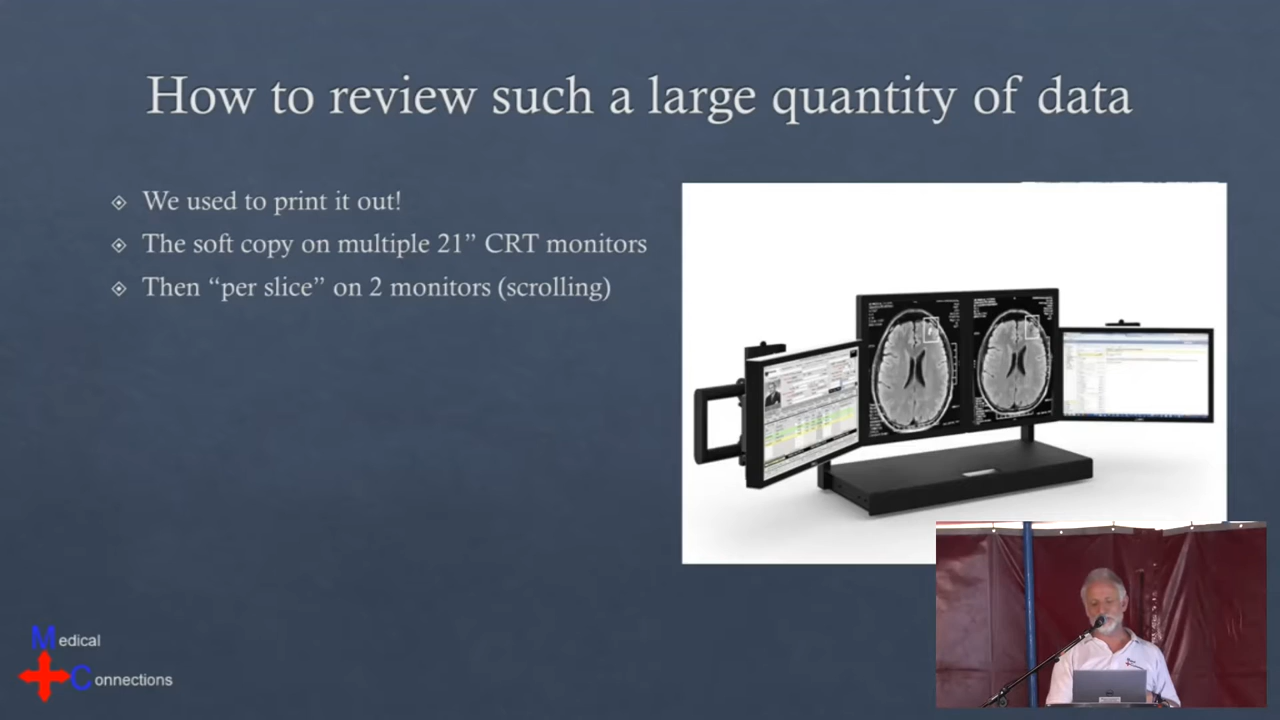 How to review such a large quantity of data
We used to print it out!
The soft copy on multiple 21” CRT monitors
Then “per slice” on 2 monitors (scrolling)
Medical
Connections